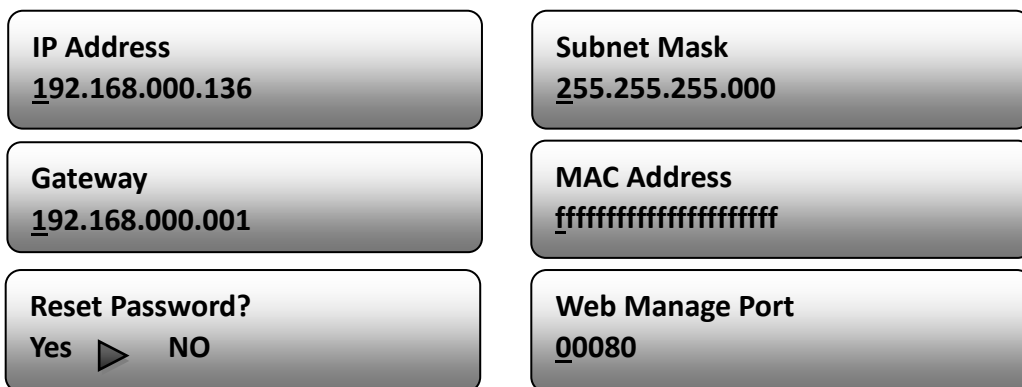 IP Address
192.168.000.136
Subnet Mask
255.255.255.000
Gateway
192.168.000.001
MAC Address
ffffffffffffffffffffff
Reset Password?
Yes NO
Web Manage Port
00080